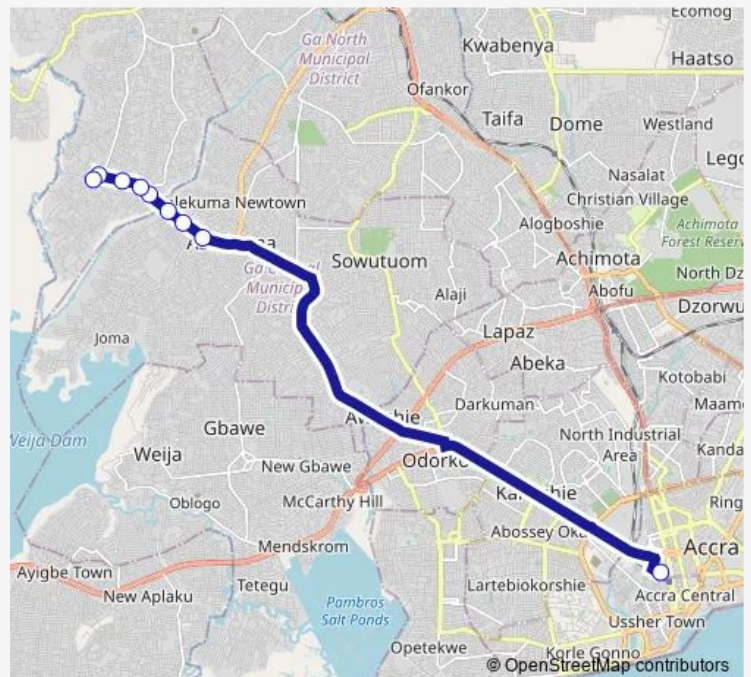 Ecomog
Ga North
Municipal
District
Kwabenya
Haatso
Ofankor
Taifa
Dome
Westland
Nasalat
Christian Village
lekuma Newtown
Alogboshie
Achimota
Forest Reserv
Sowutuom
Achimota
North Dz
Abofu
Alaji
Dzorwu
Joma
Lapaz
Abeka
Kotobabi
Darkuman
Gbawe
Weija Dam
Weija
North Industrial
Area
New Gbawe
McCarthy Hill
Oblogo
Abossey Oka
Accra
Mendskrom
Ayigbe Town
Tetegu
New Aplaku
Lartebiokorshie
Accra Central
Pambros
Salt Ponds
Ussher Town
Opetekwe
Korle Gonno
© OpenStreetMap contributors